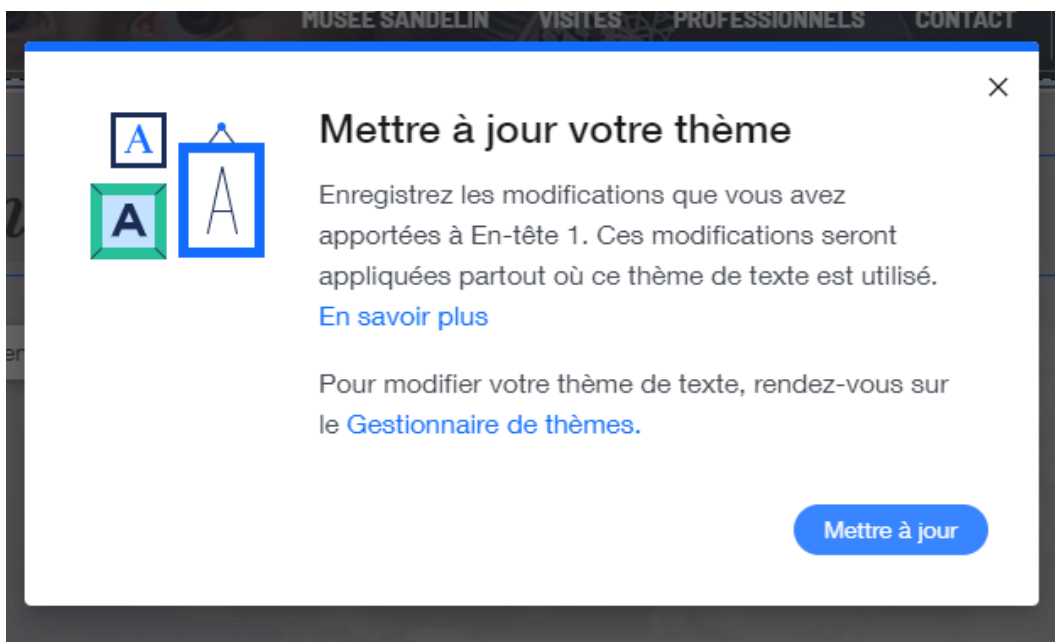 MUSEE SANDELIN VISITES PROFESSIONNELS CONTACT
A
A
A
Mettre à jour votre thème
Enregistrez les modifications que vous avez
apportées à En-tête 1. Ces modifications seront
appliquées partout où ce thème de texte est utilisé.
En savoir plus
Pour modifier votre thème de texte, rendez-vous sur
le Gestionnaire de thèmes.
Mettre à jour